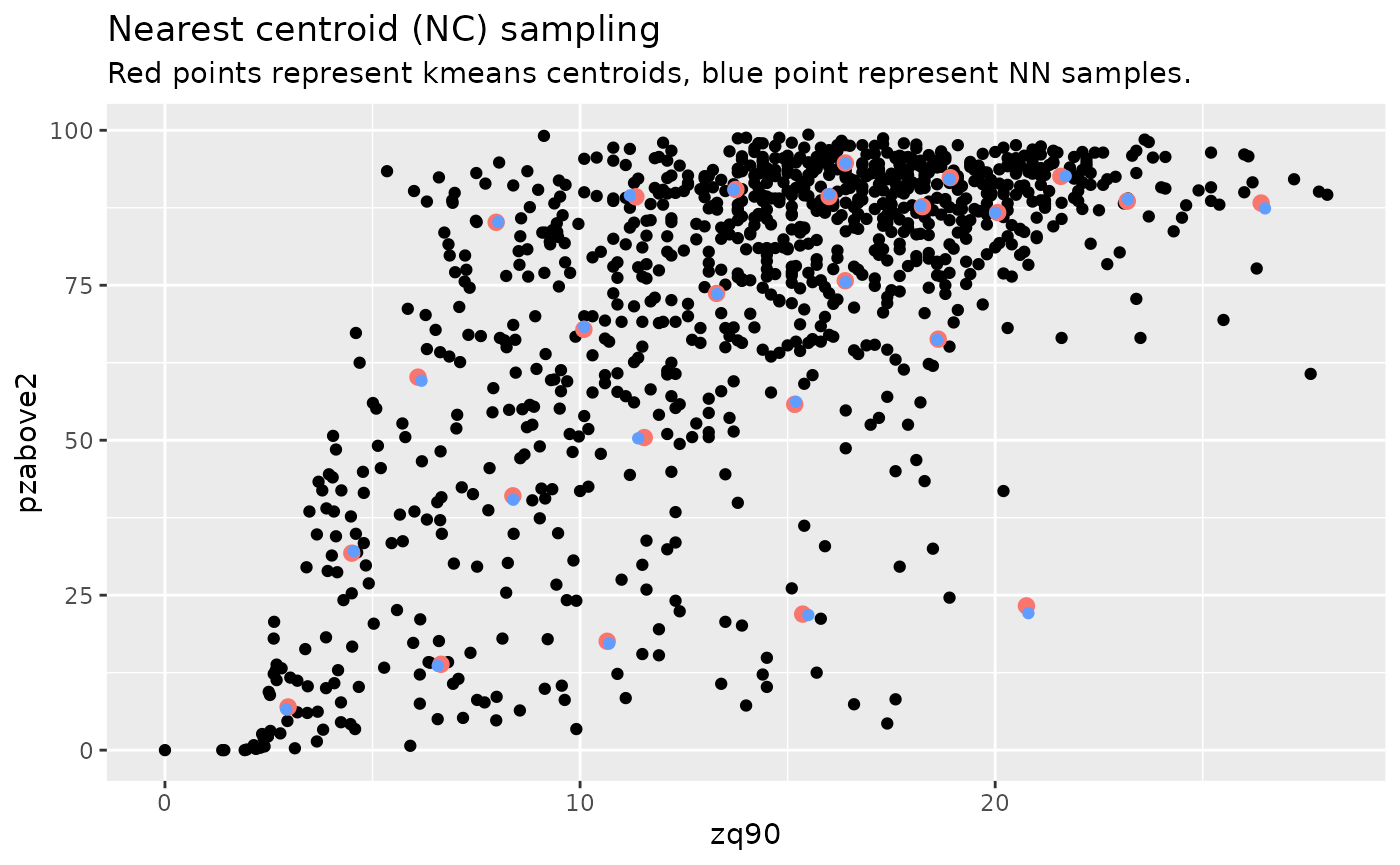 Nearest centroid (NC) sampling
Red points represent kmeans centroids, blue point represent NN samples.
100
75
50
25
0
pzabove2
0 10 20
zq90